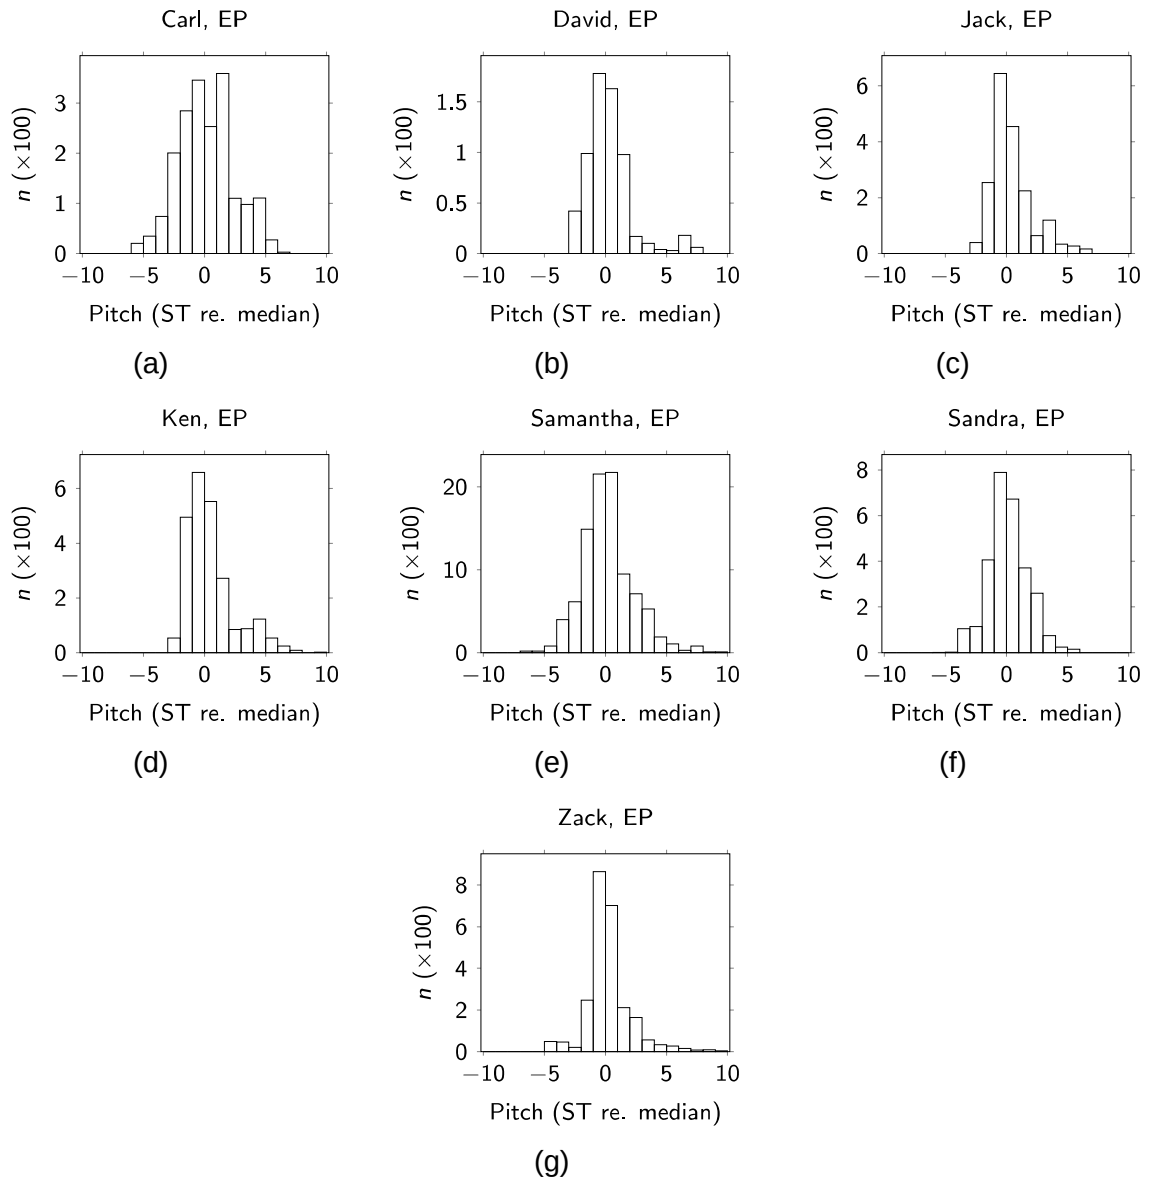 Carl, EP
David, EP
Jack, EP
n (×100)
3
2
1
0
−10 −5 0 5 10
Pitch (ST re. median)
(a)
n (×100)
1.5
1
0.5
0
−10 −5 0 5 10
Pitch (ST re. median)
(b)
n (×100)
6
4
2
0
−10 −5 0 5 10
Pitch (ST re. median)
(c)
Ken, EP
Samantha, EP
Sandra, EP
n (×100)
6
4
2
0
−10 −5 0 5 10
Pitch (ST re. median)
(d)
n (×100)
20
10
0
−10 −5 0 5 10
Pitch (ST re. median)
(e)
n (×100)
8
6
4
2
0
−10 −5 0 5 10
Pitch (ST re. median)
(f)
Zack, EP
n (×100)
8
6
4
2
0
−10 −5 0 5 10
Pitch (ST re. median)
(g)